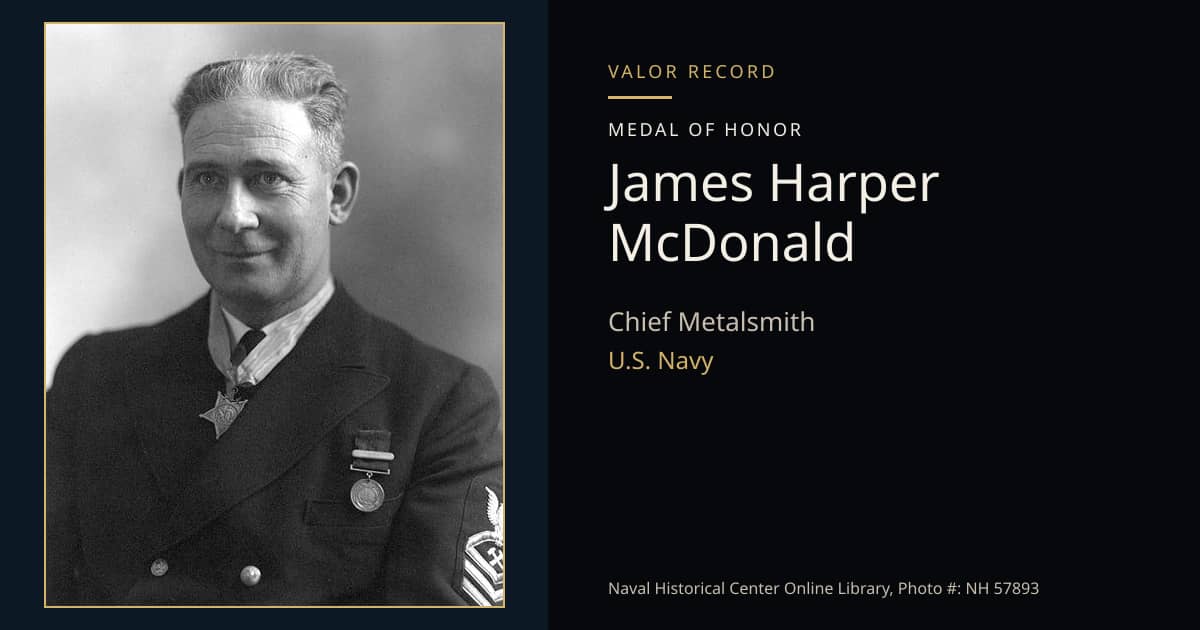 VALOR RECORD
MEDAL OF HONOR
James Harper
McDonald
Chief Metalsmith
U.S. Navy
Naval Historical Center Online Library, Photo #: NH 57893